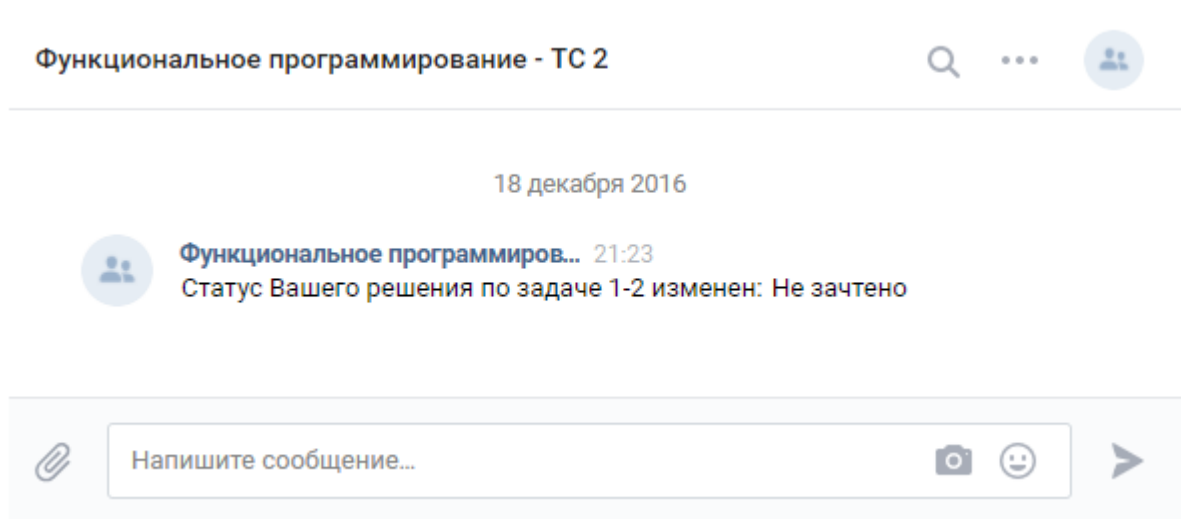 Функциональное программирование - ТС 2
18 декабря 2016
Функциональное программиров... 21:23
Статус Вашего решения по задаче 1-2 изменен: Не зачтено
Напишите сообщение...